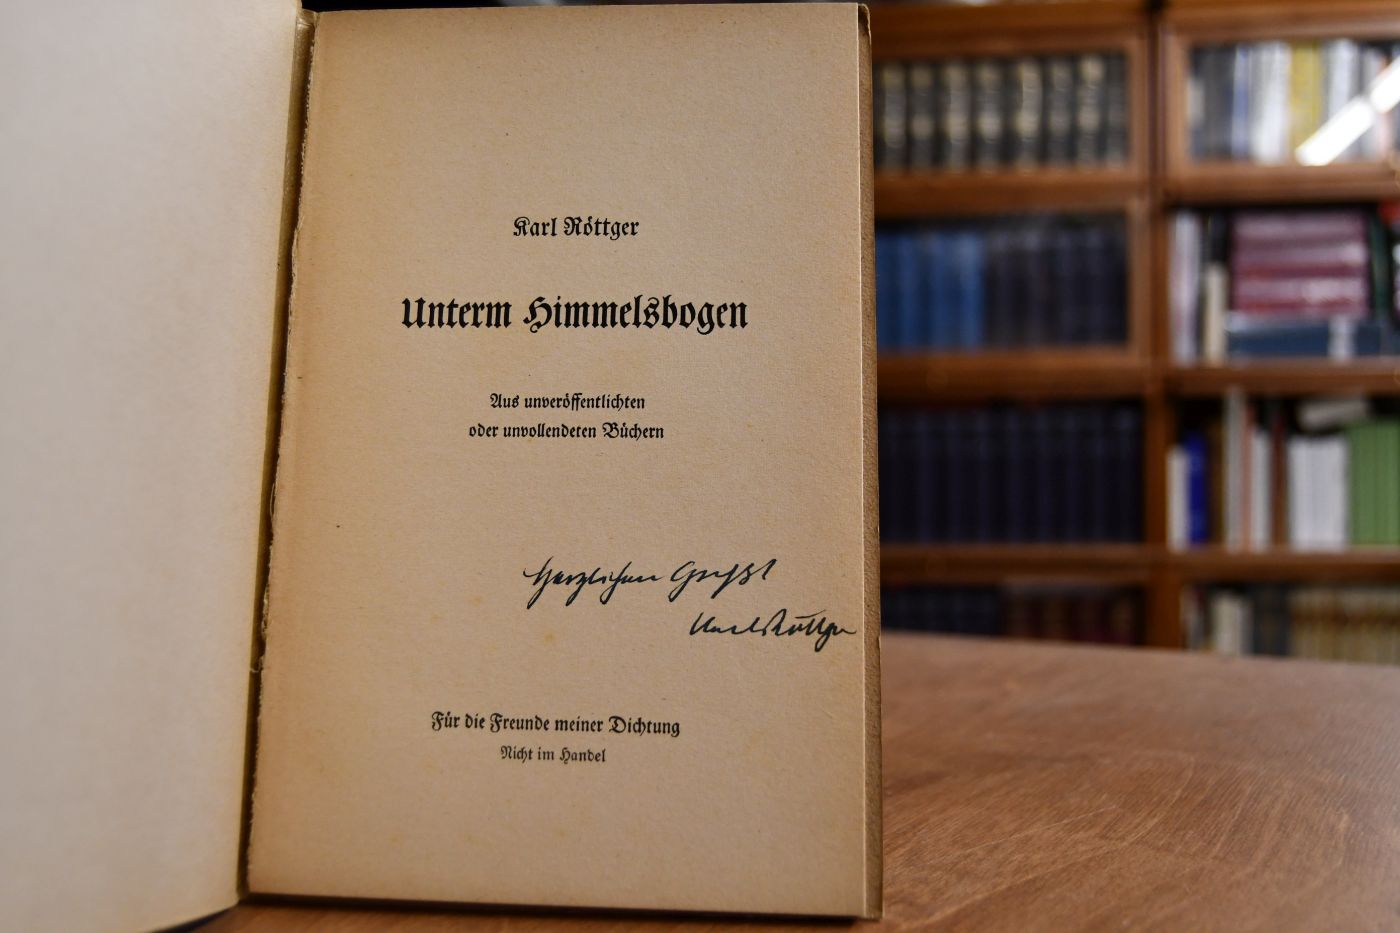 Karl Röttger
Unterm Himmelsbogen
Aus unveröffentlichten
oder unvollendeten Büchern
Herzlichen Gruß!
Karl Röttger
Für die Freunde meiner Dichtung
Nicht im Handel